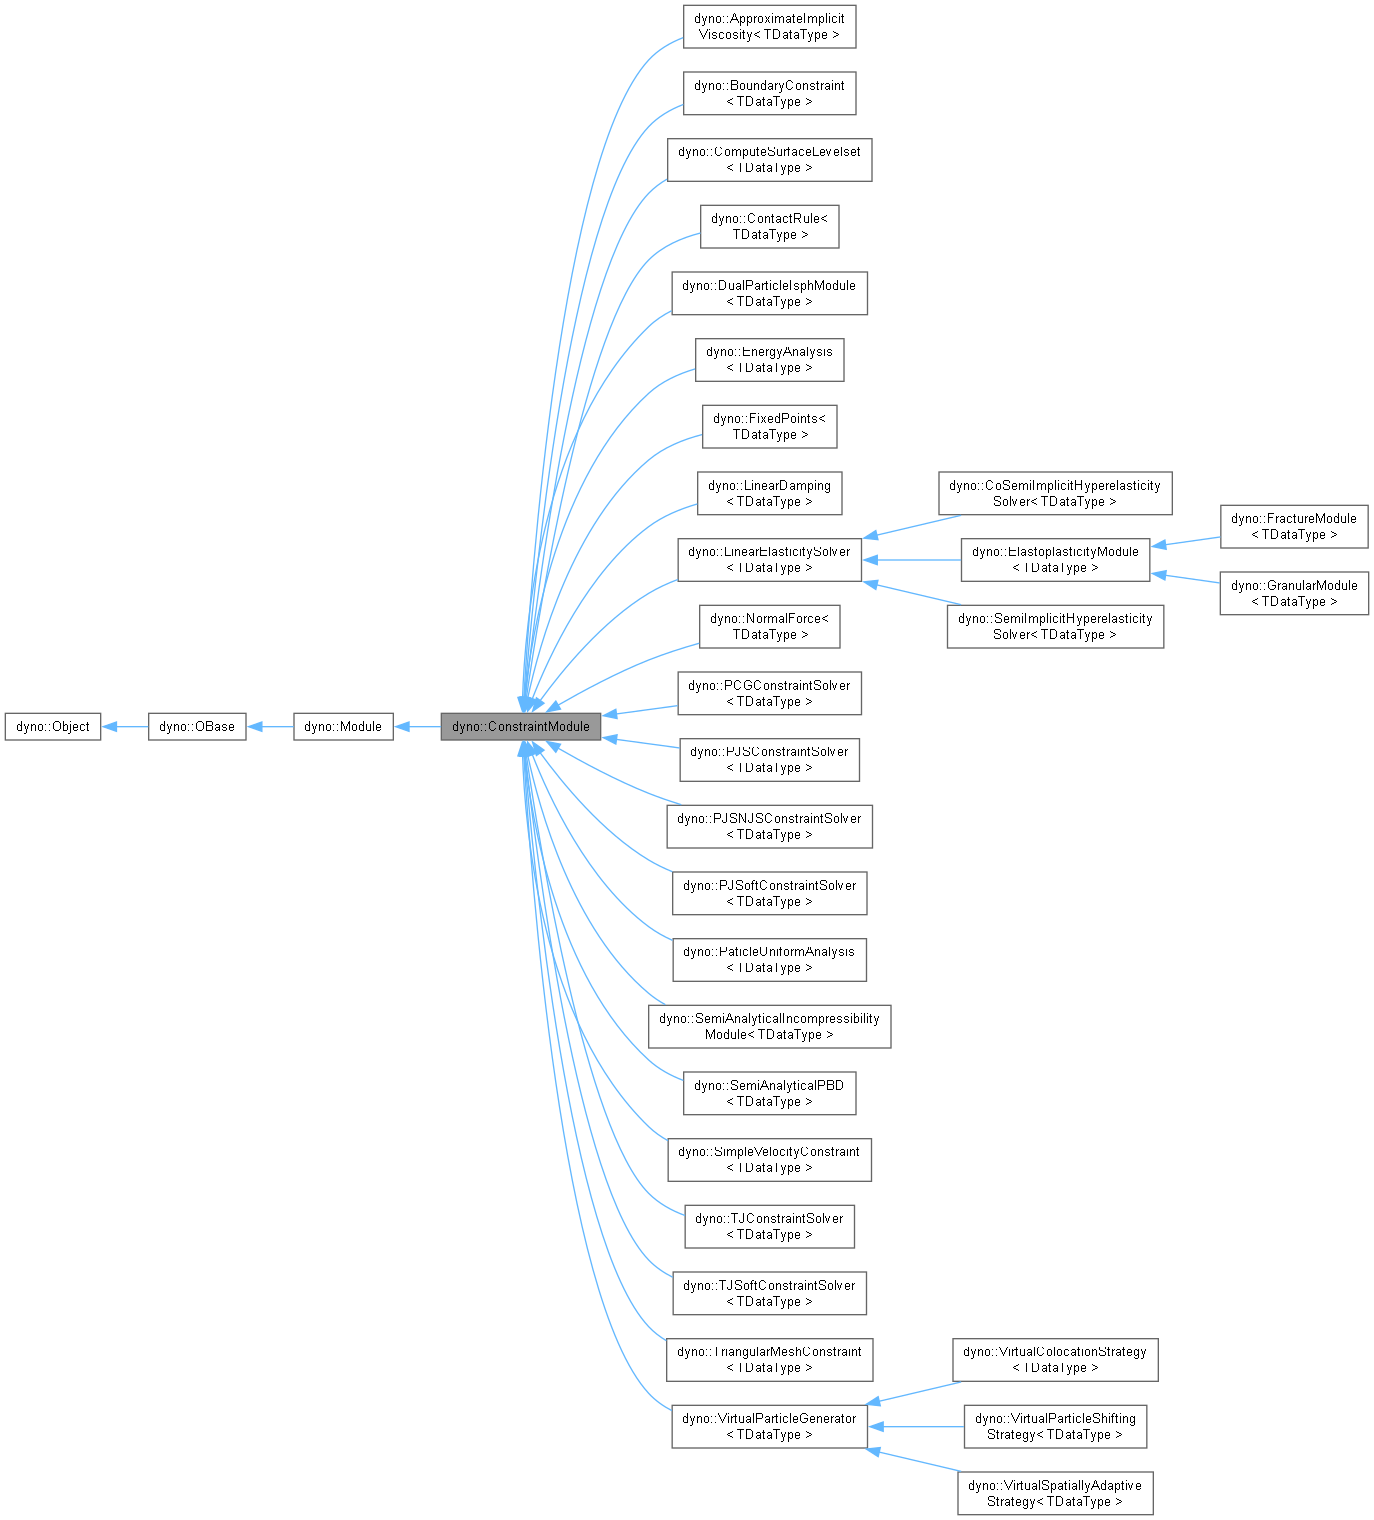 dyno::ApproximateImplicit
Viscosity< TDataType >
dyno::BoundaryConstraint
< TDataType >
dyno::ComputeSurfaceLevelset
< TDataType >
dyno::ContactRule<
TDataType >
dyno::DualParticleIsphModule
< TDataType >
dyno::EnergyAnalysis
< TDataType >
dyno::FixedPoints<
TDataType >
dyno::LinearDamping
< TDataType >
dyno::LinearElasticitySolver
< TDataType >
dyno::CoSemiImplicitHyperelasticity
Solver< TDataType >
dyno::ElastoplasticityModule
< TDataType >
dyno::FractureModule
< TDataType >
dyno::GranularModule
< TDataType >
dyno::SemiImplicitHyperelasticity
Solver< TDataType >
dyno::NormalForce<
TDataType >
dyno::PCGConstraintSolver
< TDataType >
dyno::Object
dyno::OBase
dyno::Module
dyno::ConstraintModule
dyno::PJSConstraintSolver
< TDataType >
dyno::PJSNJSConstraintSolver
< TDataType >
dyno::PJSoftConstraintSolver
< TDataType >
dyno::PaticleUniformAnalysis
< TDataType >
dyno::SemiAnalyticalIncompressibility
Module< TDataType >
dyno::SemiAnalyticalPBD
< TDataType >
dyno::SimpleVelocityConstraint
< TDataType >
dyno::TJConstraintSolver
< TDataType >
dyno::TJSoftConstraintSolver
< TDataType >
dyno::TriangularMeshConstraint
< TDataType >
dyno::VirtualParticleGenerator
< TDataType >
dyno::VirtualColocationStrategy
< TDataType >
dyno::VirtualParticleShifting
Strategy< TDataType >
dyno::VirtualSpatiallyAdaptive
Strategy< TDataType >